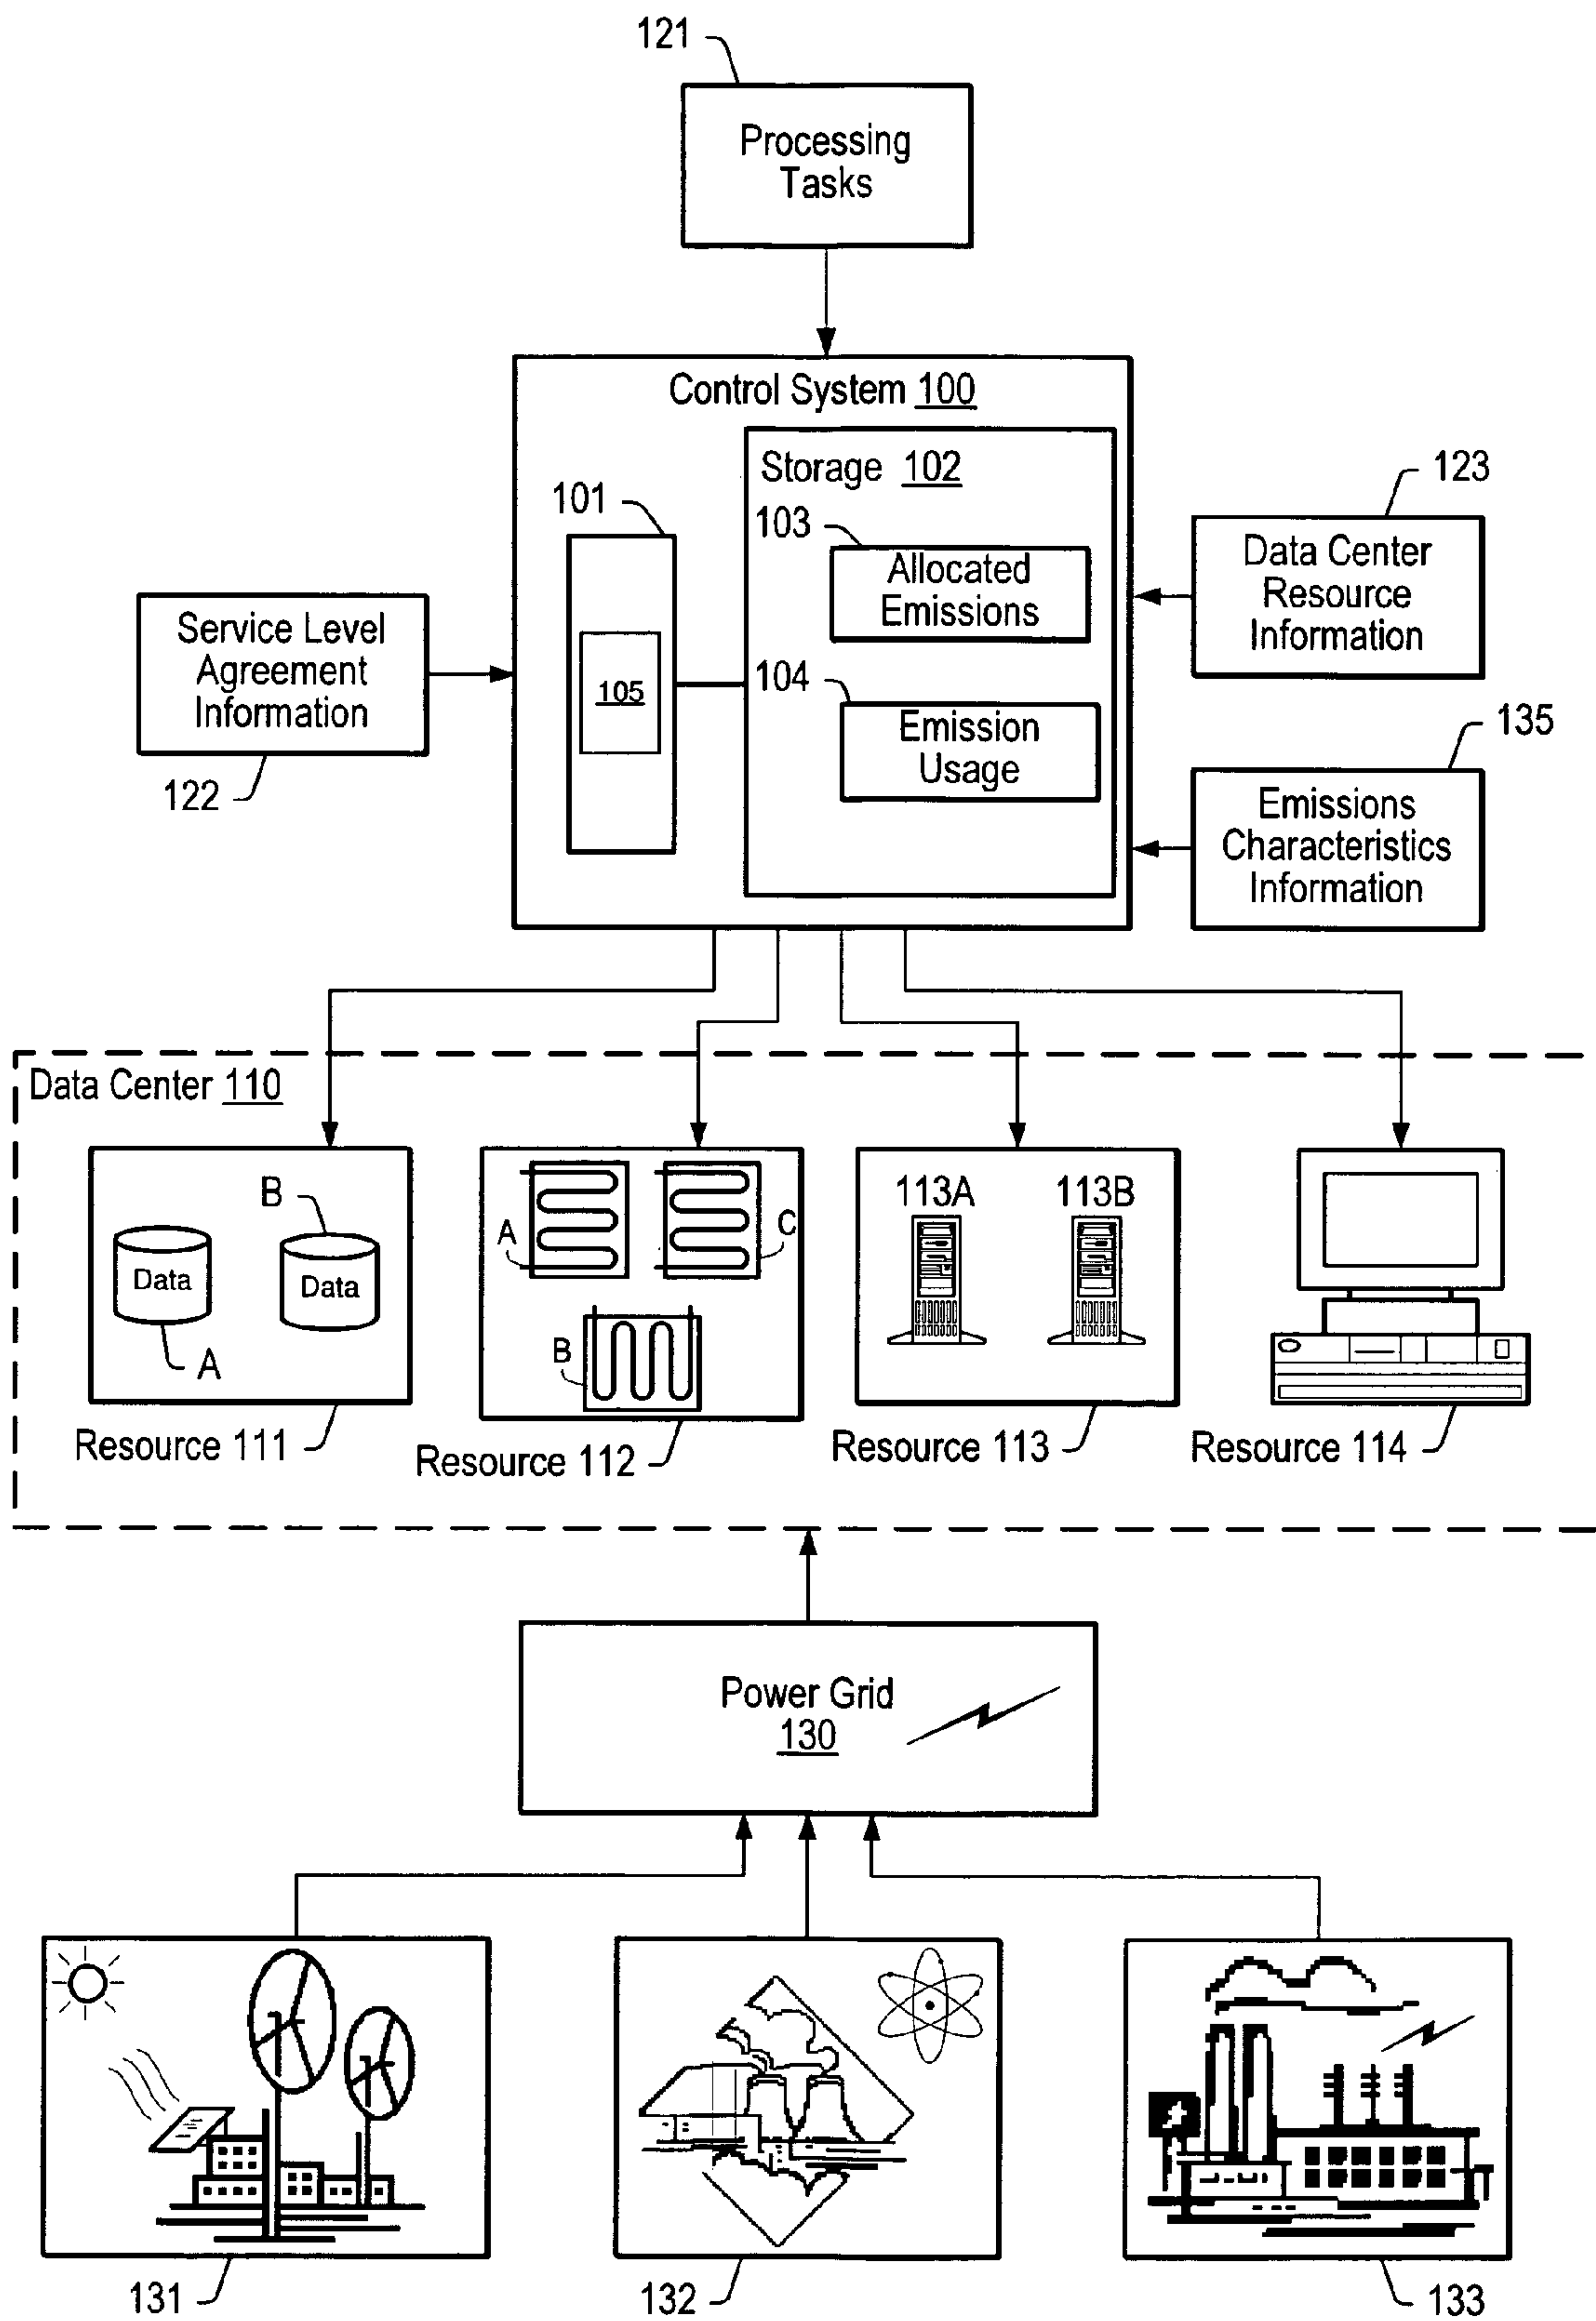 121
Processing
Tasks
Control System 100
Storage 102
101
103
Allocated
Emissions
104
Emission
Usage
105
123
Data Center
Resource
Information
Service Level
Agreement
Information
122
135
Emissions
Characteristics
Information
Data Center 110
B
Data
Data
A
A
C
B
113A
113B
Resource 111
Resource 112
Resource 113
Resource 114
Power Grid
130
131
132
133